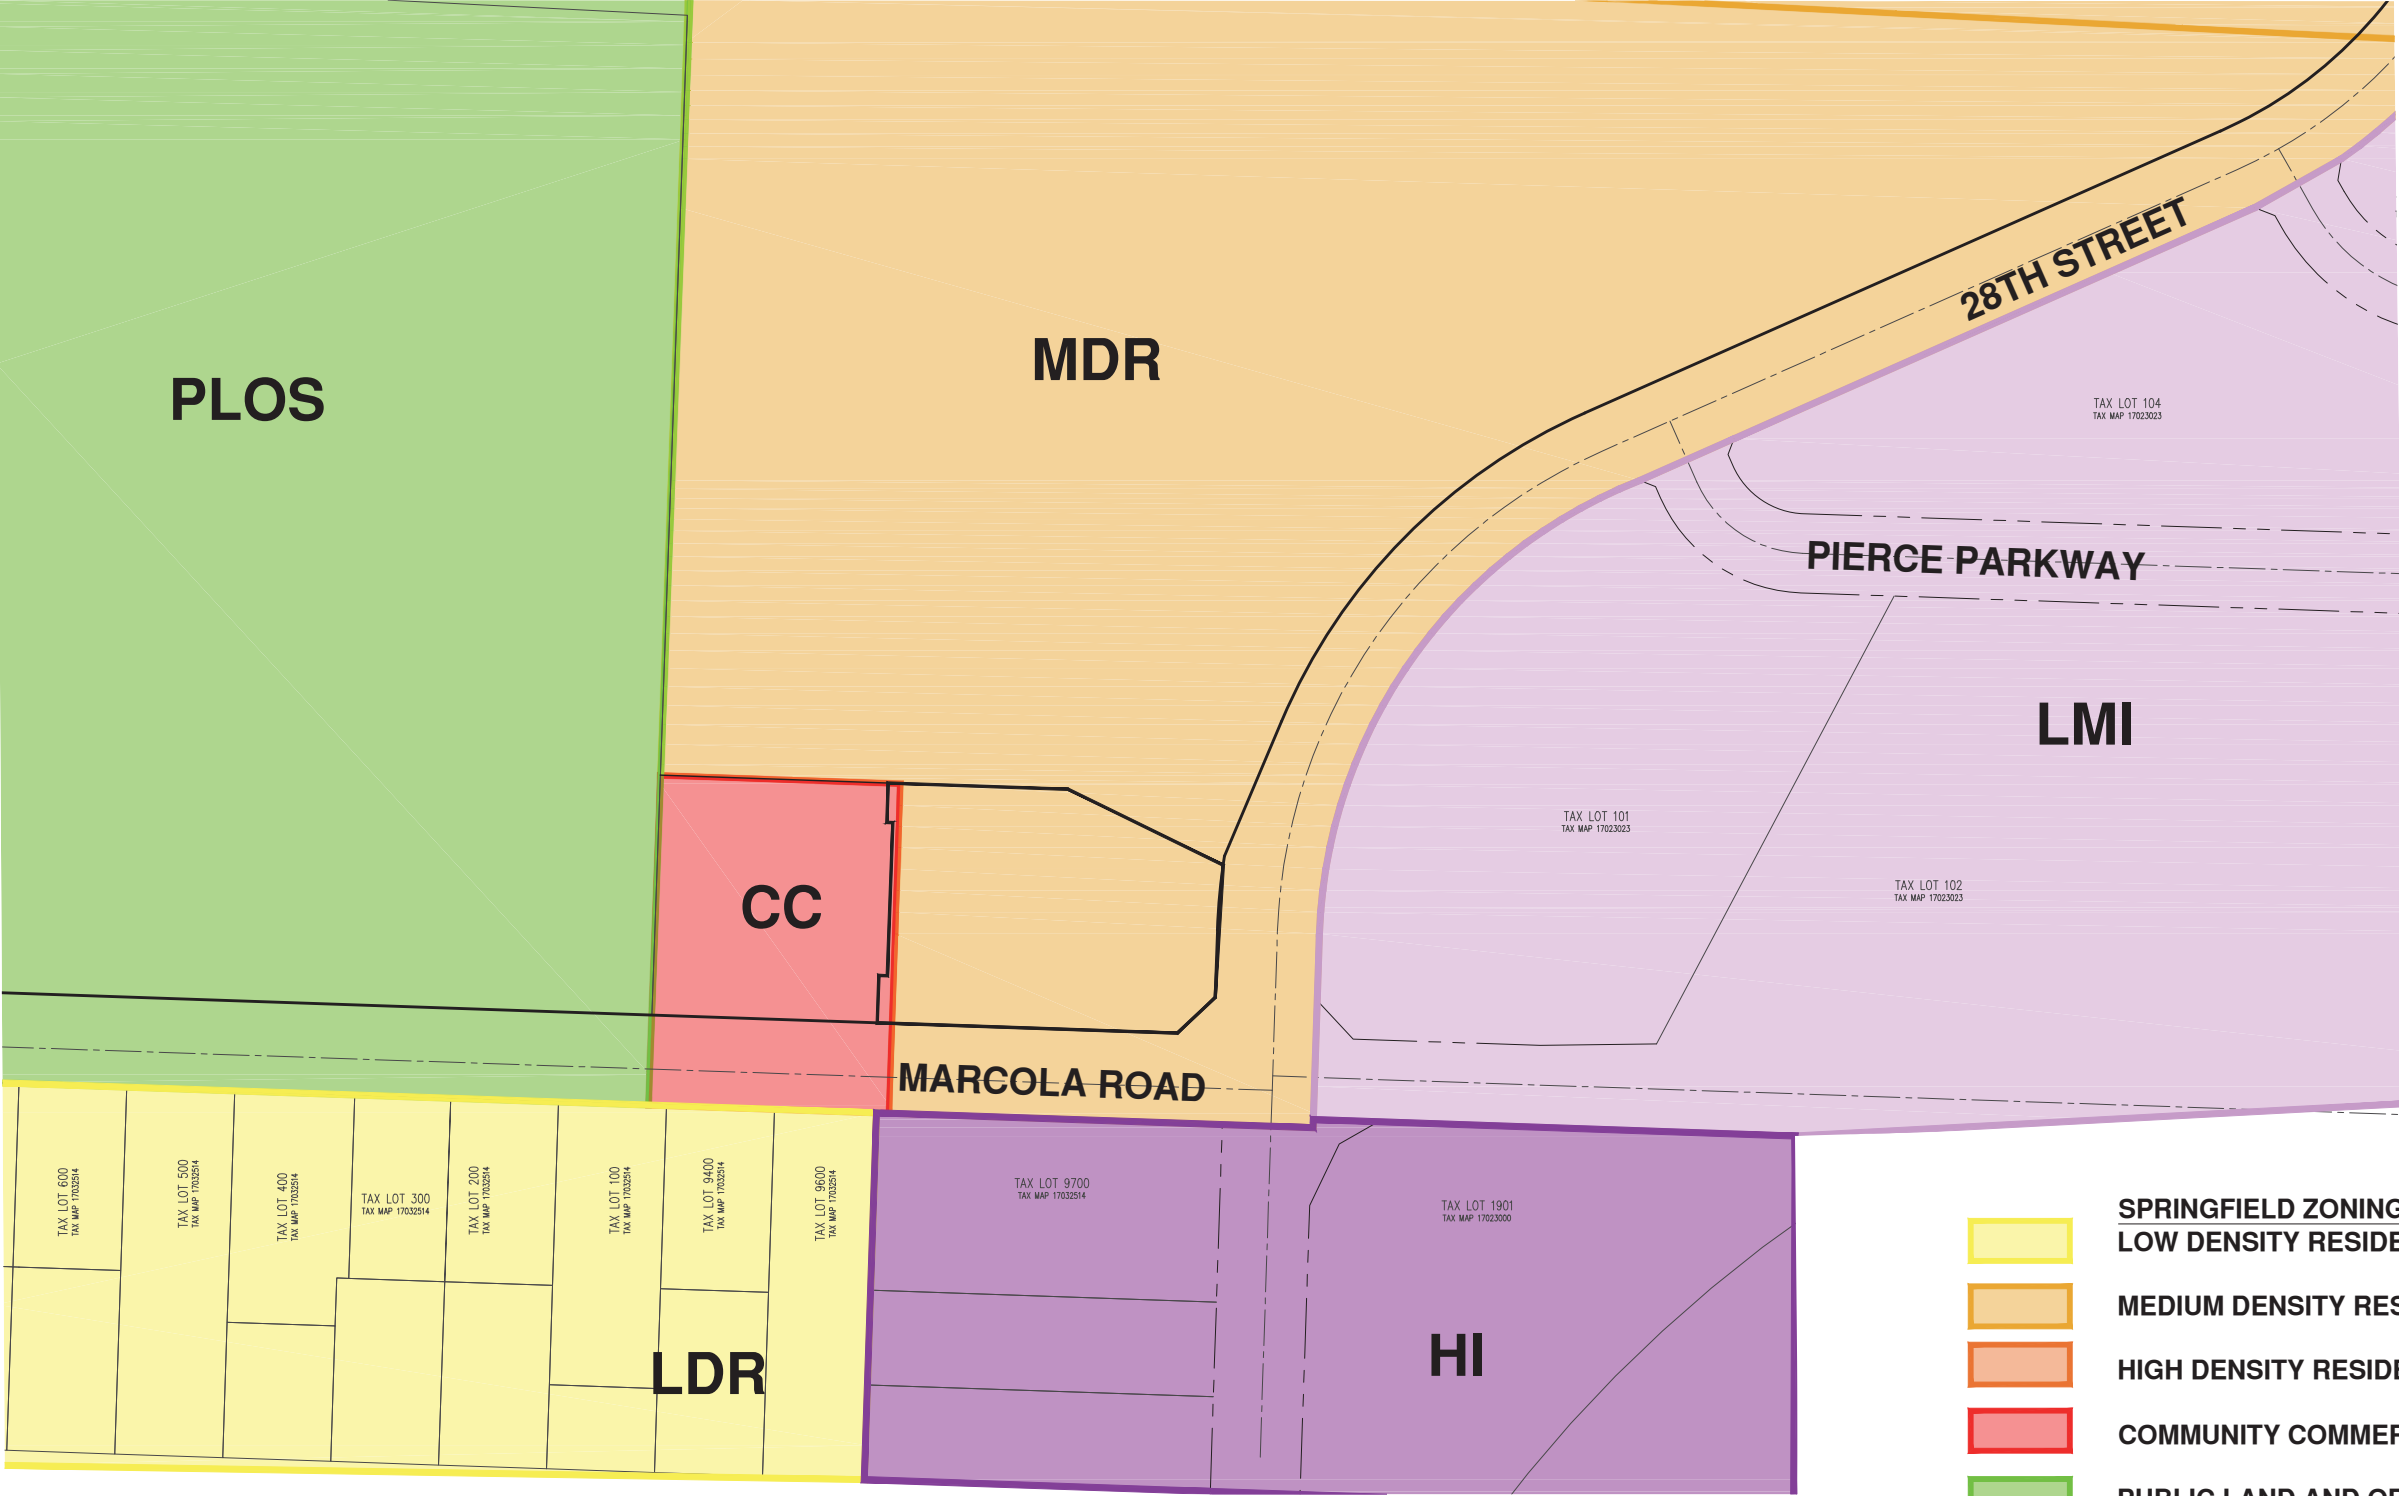 28TH STREET
MDR
PLOS
TAX LOT 104
TAX MAP 17023023
PIERCE PARKWAY
LMI
TAX LOT 101
TAX MAP 17023023
TAX LOT 102
TAX MAP 17023023
CC
MARCOLA ROAD
TAX LOT 600
TAX MAP 17032514
TAX LOT 500
TAX MAP 17032514
TAX LOT 400
TAX MAP 17032514
TAX LOT 300
TAX MAP 17032514
TAX LOT 200
TAX MAP 17032514
TAX LOT 100
TAX MAP 17032514
TAX LOT 9400
TAX MAP 17032514
TAX LOT 9600
TAX MAP 17032514
TAX LOT 9700
TAX MAP 17032514
TAX LOT 1901
TAX MAP 17023000
LDR
HI
SPRINGFIELD ZONING
LOW DENSITY RESIDE
MEDIUM DENSITY RES
HIGH DENSITY RESIDE
COMMUNITY COMMER
PUBLIC LAND AND OP